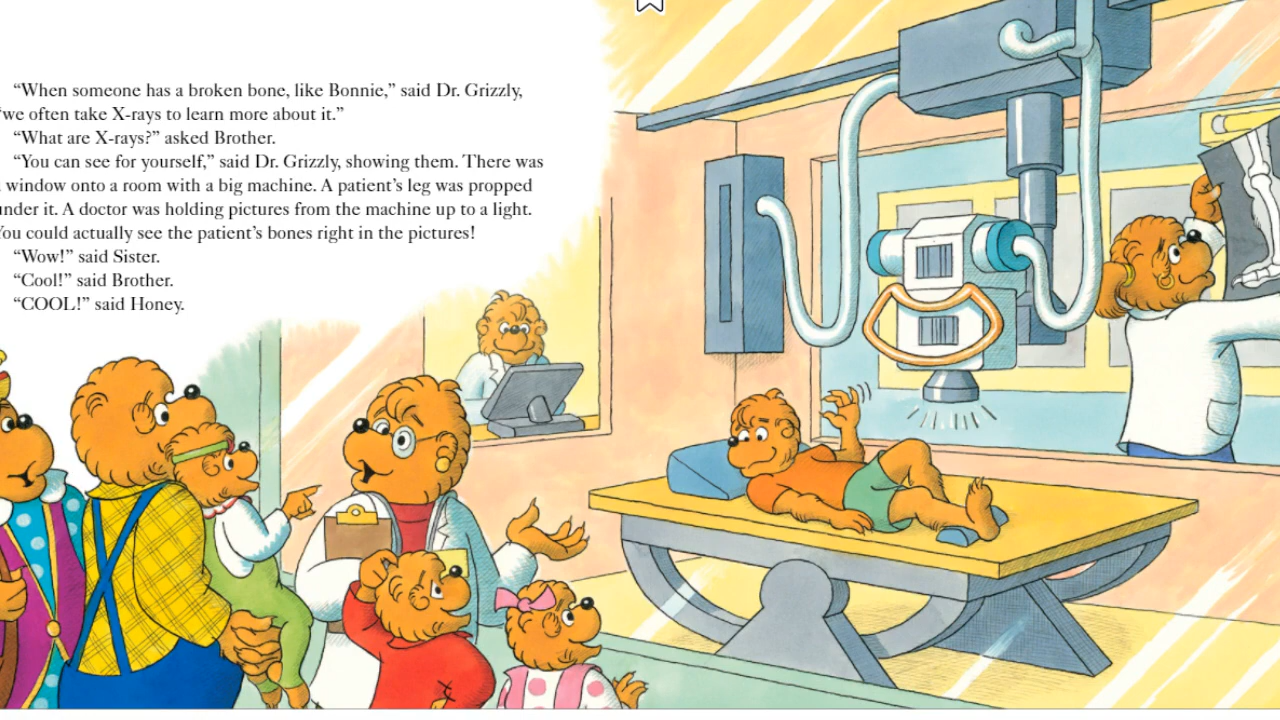 “When someone has a broken bone, like Bonnie,” said Dr. Grizzly,
“we often take X-rays to learn more about it.”
“What are X-rays?” asked Brother.
“You can see for yourself,” said Dr. Grizzly, showing them. There was
window onto a room with a big machine. A patient’s leg was propped
under it. A doctor was holding pictures from the machine up to a light.
You could actually see the patient’s bones right in the pictures!
“Wow!” said Sister.
“Cool!” said Brother.
“COOL!” said Honey.